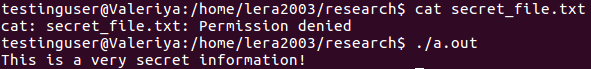 testinguser@Valeriya:/home/lera2003/research$ cat secret_file.txt
cat: secret_file.txt: Permission denied
testinguser@Valeriya:/home/lera2003/research$ ./a.out
This is a very secret information!